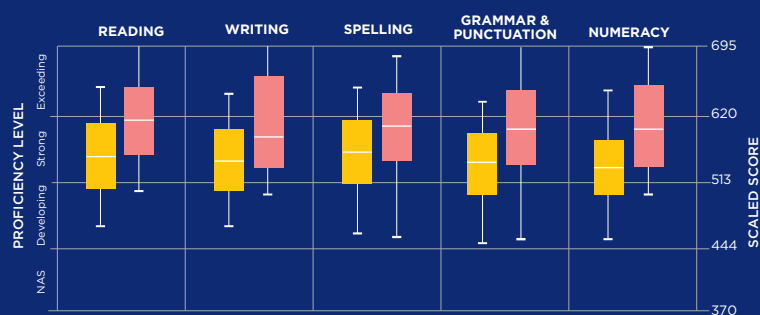 READING
WRITING
SPELLING
GRAMMAR &
PUNCTUATION
NUMERACY
PROFICIENCY LEVEL
Exceeding
Strong
Developing
NAS
695
620
513
444
370
SCALED SCORE